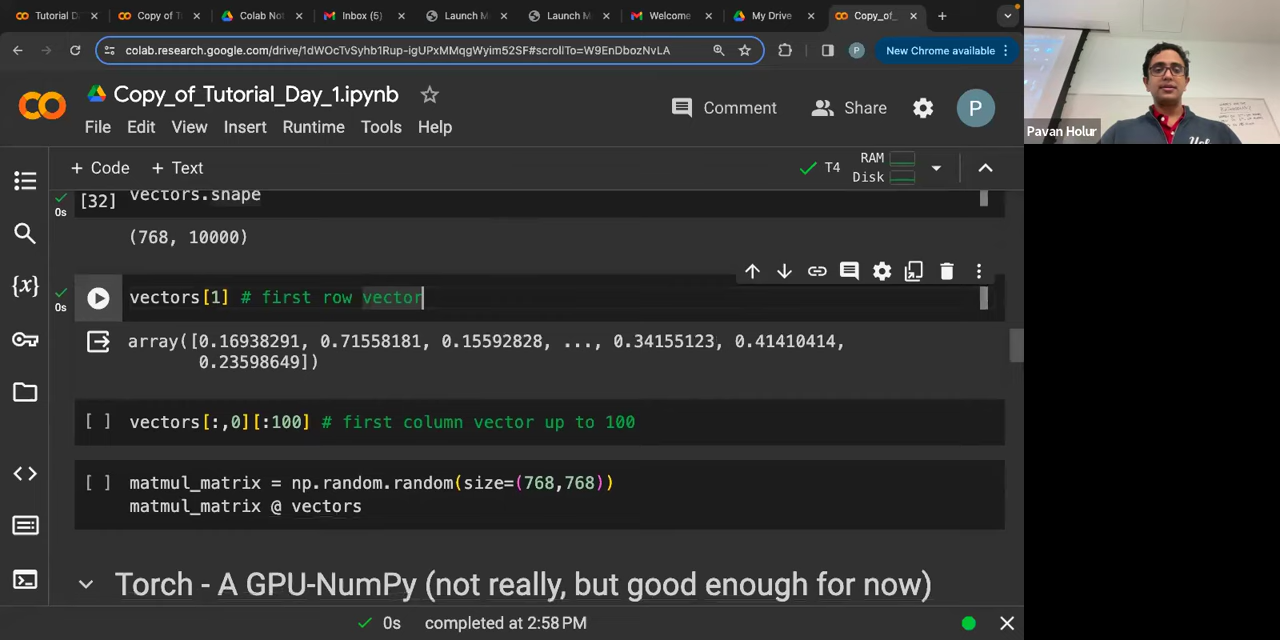 Tutorial D
Copy of T
Colab Not
Inbox (5)
Launch M
Launch M
Welcome
My Drive
Copy_of_
colab.research.google.com/drive/1dWOcTvSyhb1Rup-igUPxMMqgWyim52SF#scrollTo=W9EnDbozNvLA
P
New Chrome available
Copy_of_Tutorial_Day_1.ipynb
File Edit View Insert Runtime Tools Help
Comment
Share
P
+ Code + Text
T4
RAM
Disk
[32] vectors.shape
0s
(768, 10000)
vectors[1] # first row vector
0s
array([0.16938291, 0.71558181, 0.15592828, ..., 0.34155123, 0.41410414,
0.23598649])
[ ] vectors[:,0][:100] # first column vector up to 100
[ ] matmul_matrix = np.random.random(size=(768,768))
matmul_matrix @ vectors
Torch - A GPU-NumPy (not really, but good enough for now)
0s completed at 2:58 PM
Pavan Holur